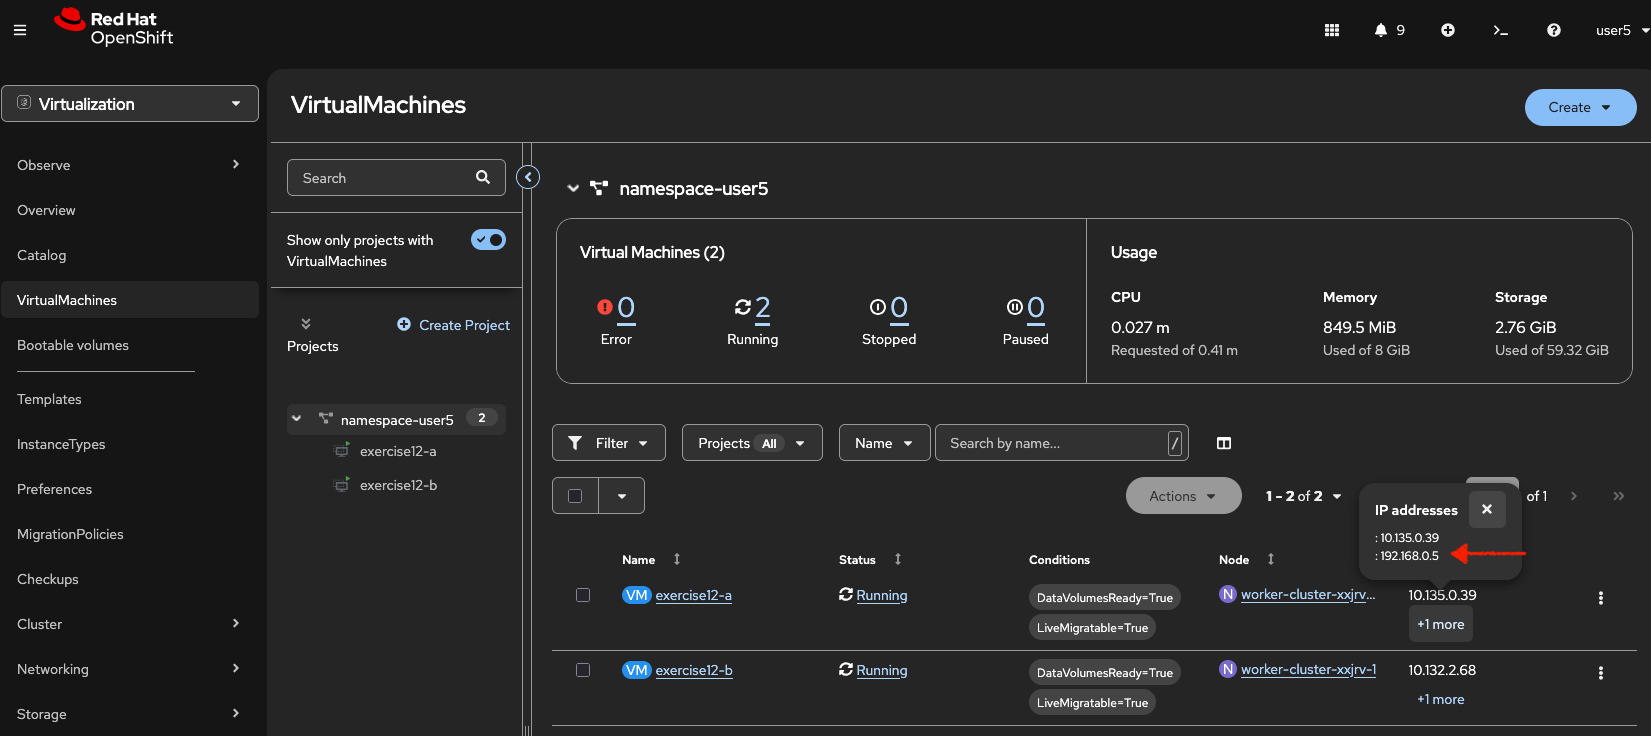 Red Hat
OpenShift
9
user5
Virtualization
Observe
Overview
Catalog
VirtualMachines
Bootable volumes
Templates
InstanceTypes
Preferences
MigrationPolicies
Checkups
Cluster
Networking
Storage
VirtualMachines
Create
Search
Show only projects with
VirtualMachines
Create Project
Projects
namespace-user5 2
exercise12-a
exercise12-b
namespace-user5
Virtual Machines (2)
0
Error
2
Running
0
Stopped
0
Paused
Usage
CPU
0.027 m
Requested of 0.41 m
Memory
849.5 MiB
Used of 8 GiB
Storage
2.76 GiB
Used of 59.32 GiB
Filter
Projects All
Name
Search by name...
/
Actions
1 - 2 of 2
of 1
IP addresses
: 10.135.0.39
: 192.168.0.5
Name Status Conditions Node
VM exercise12-a Running DataVolumesReady=True N worker-cluster-xxjrv... 10.135.0.39
LiveMigratable=True +1 more
VM exercise12-b Running DataVolumesReady=True N worker-cluster-xxjrv-1 10.132.2.68
LiveMigratable=True +1 more